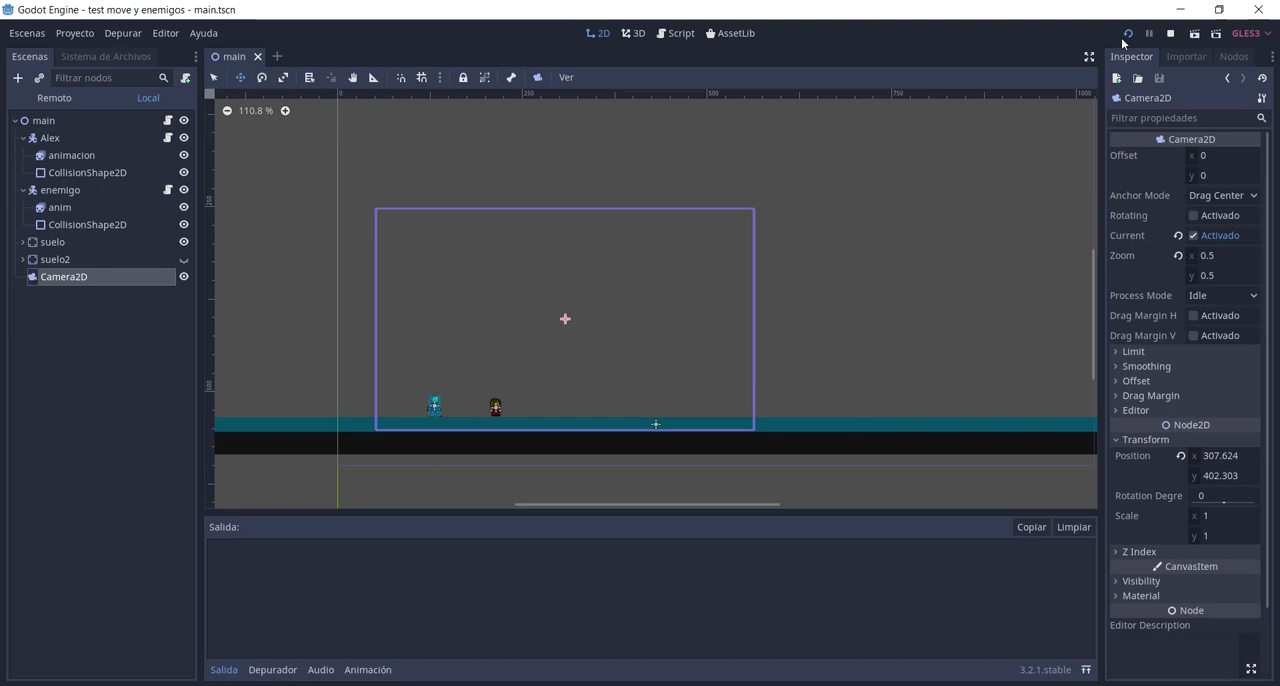 Godot Engine - test move y enemigos - main.tscn
Escenas Proyecto Depurar Editor Ayuda
2D 3D Script AssetLib
GLES3
Escenas Sistema de Archivos
main
Inspector Importar Nodos
Filtrar nodos
Ver
Remoto Local
Camera2D
Filtrar propiedades
main
Alex
animacion
CollisionShape2D
enemigo
anim
CollisionShape2D
suelo
suelo2
Camera2D
0 250 500 750 1000
110.8 %
250
500
Camera2D
Offset x 0
y 0
Anchor Mode Drag Center
Rotating Activado
Current Activado
Zoom x 0.5
y 0.5
Process Mode Idle
Drag Margin H Activado
Drag Margin V Activado
Limit
Smoothing
Offset
Drag Margin
Editor
Node2D
Transform
Position x 307.624
y 402.303
Rotation Degre 0
Scale x 1
y 1
Z Index
CanvasItem
Visibility
Material
Node
Editor Description
Salida: Copiar Limpiar
Salida Depurador Audio Animación 3.2.1.stable